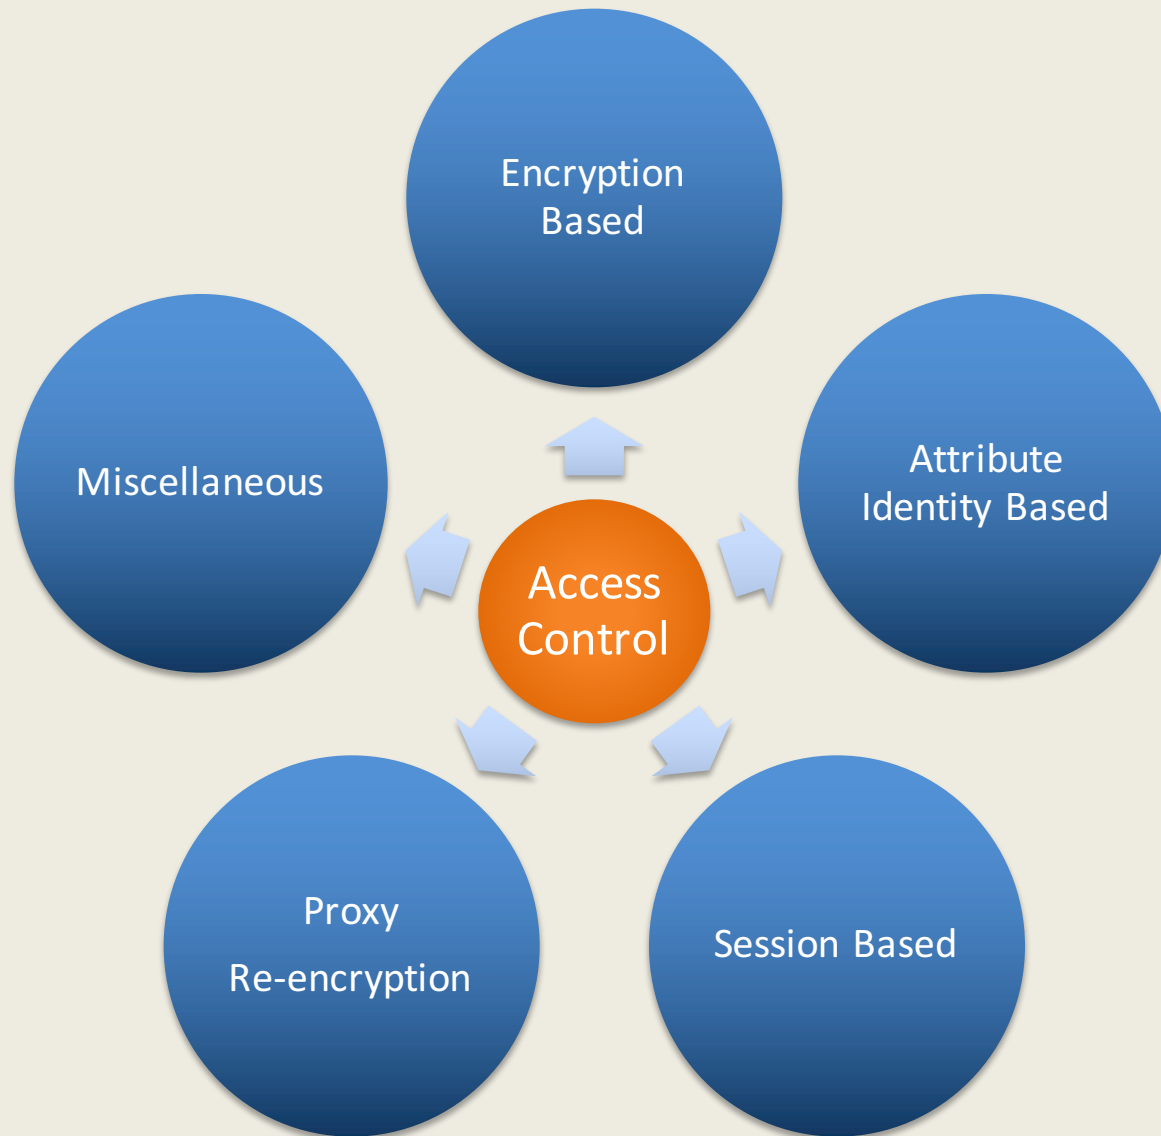 Encryption
Based
Attribute
Identity Based
Session Based
Proxy
Re-encryption
Miscellaneous
Access
Control